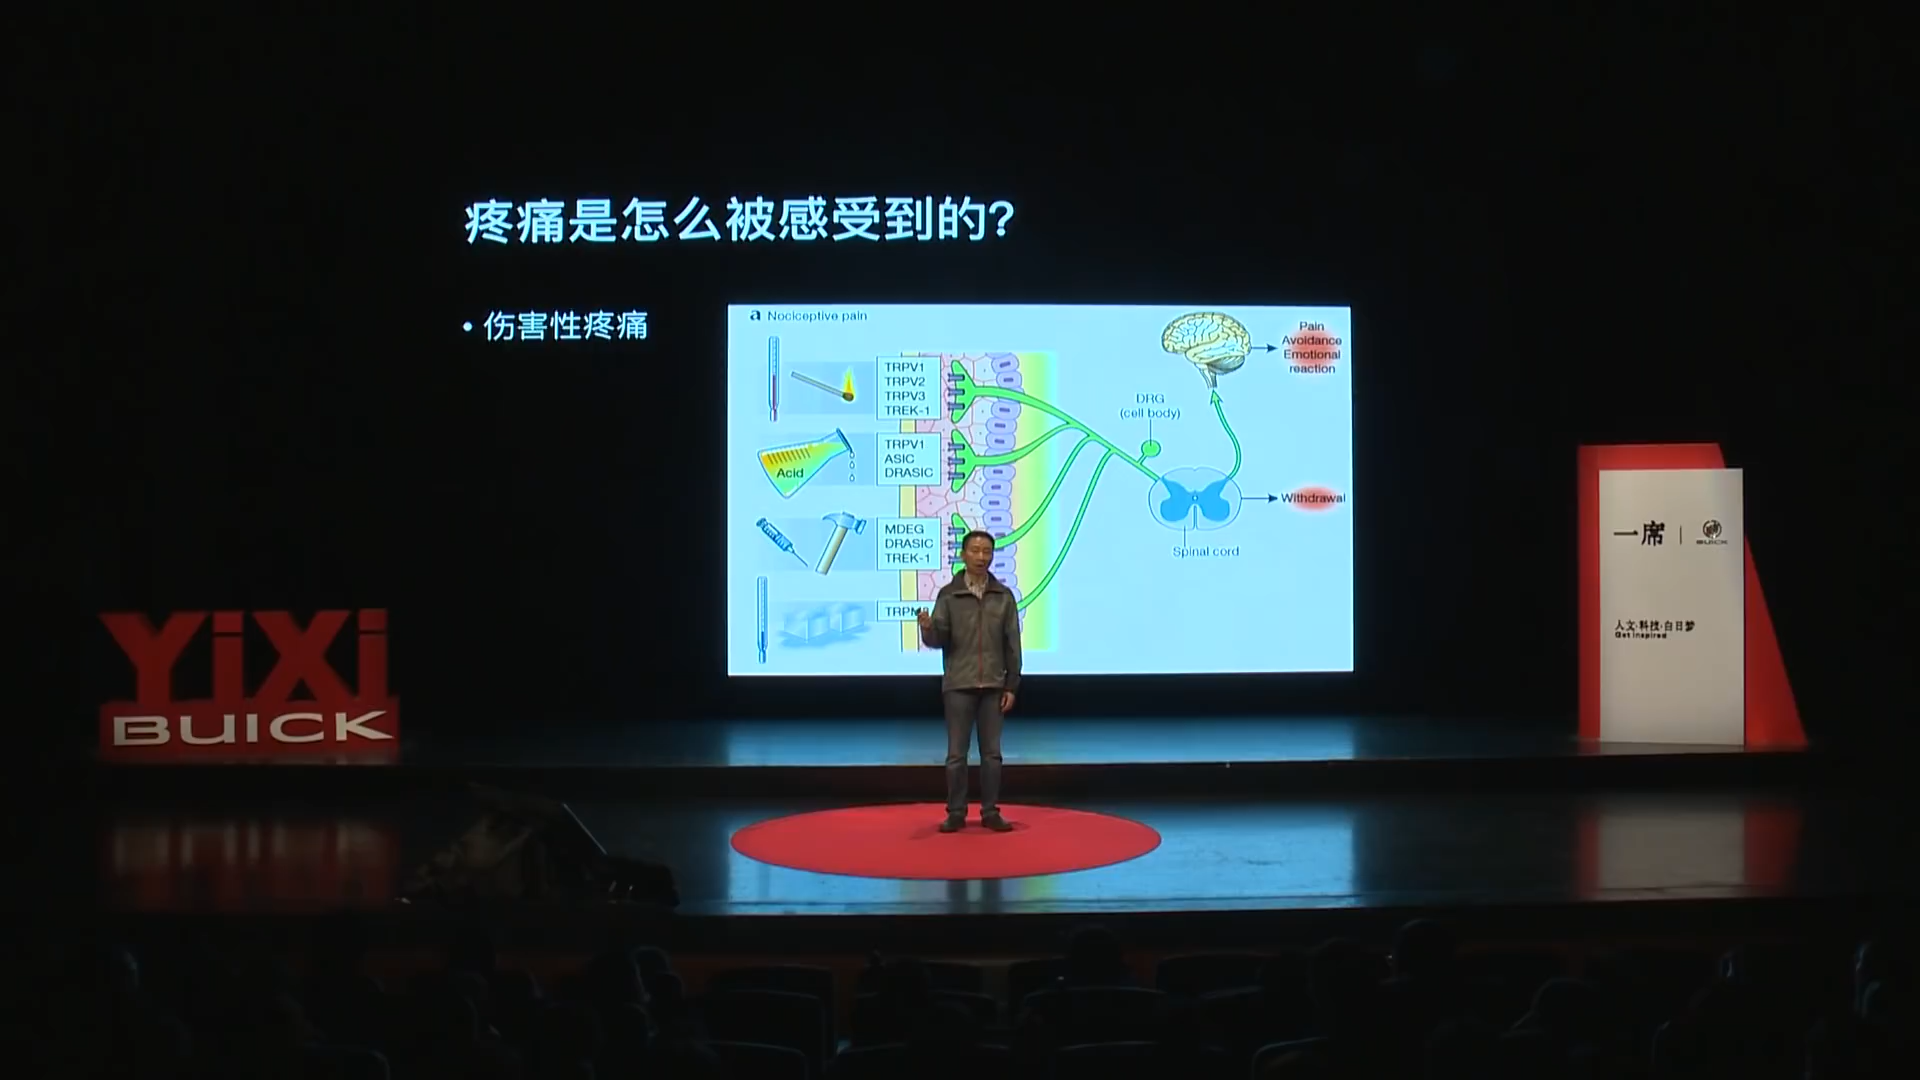 疼痛是怎么被感受到的?
• 伤害性疼痛
a Nociceptive pain
TRPV1
TRPV2
TRPV3
TREK-1
Acid
TRPV1
ASIC
DRASIC
MDEG
DRASIC
TREK-1
DRG
(cell body)
Spinal cord
Pain
Avoidance
Emotional
reaction
Withdrawal
YiXi
BUICK
一席
BUICK
人文·科技·白日梦
Get inspired